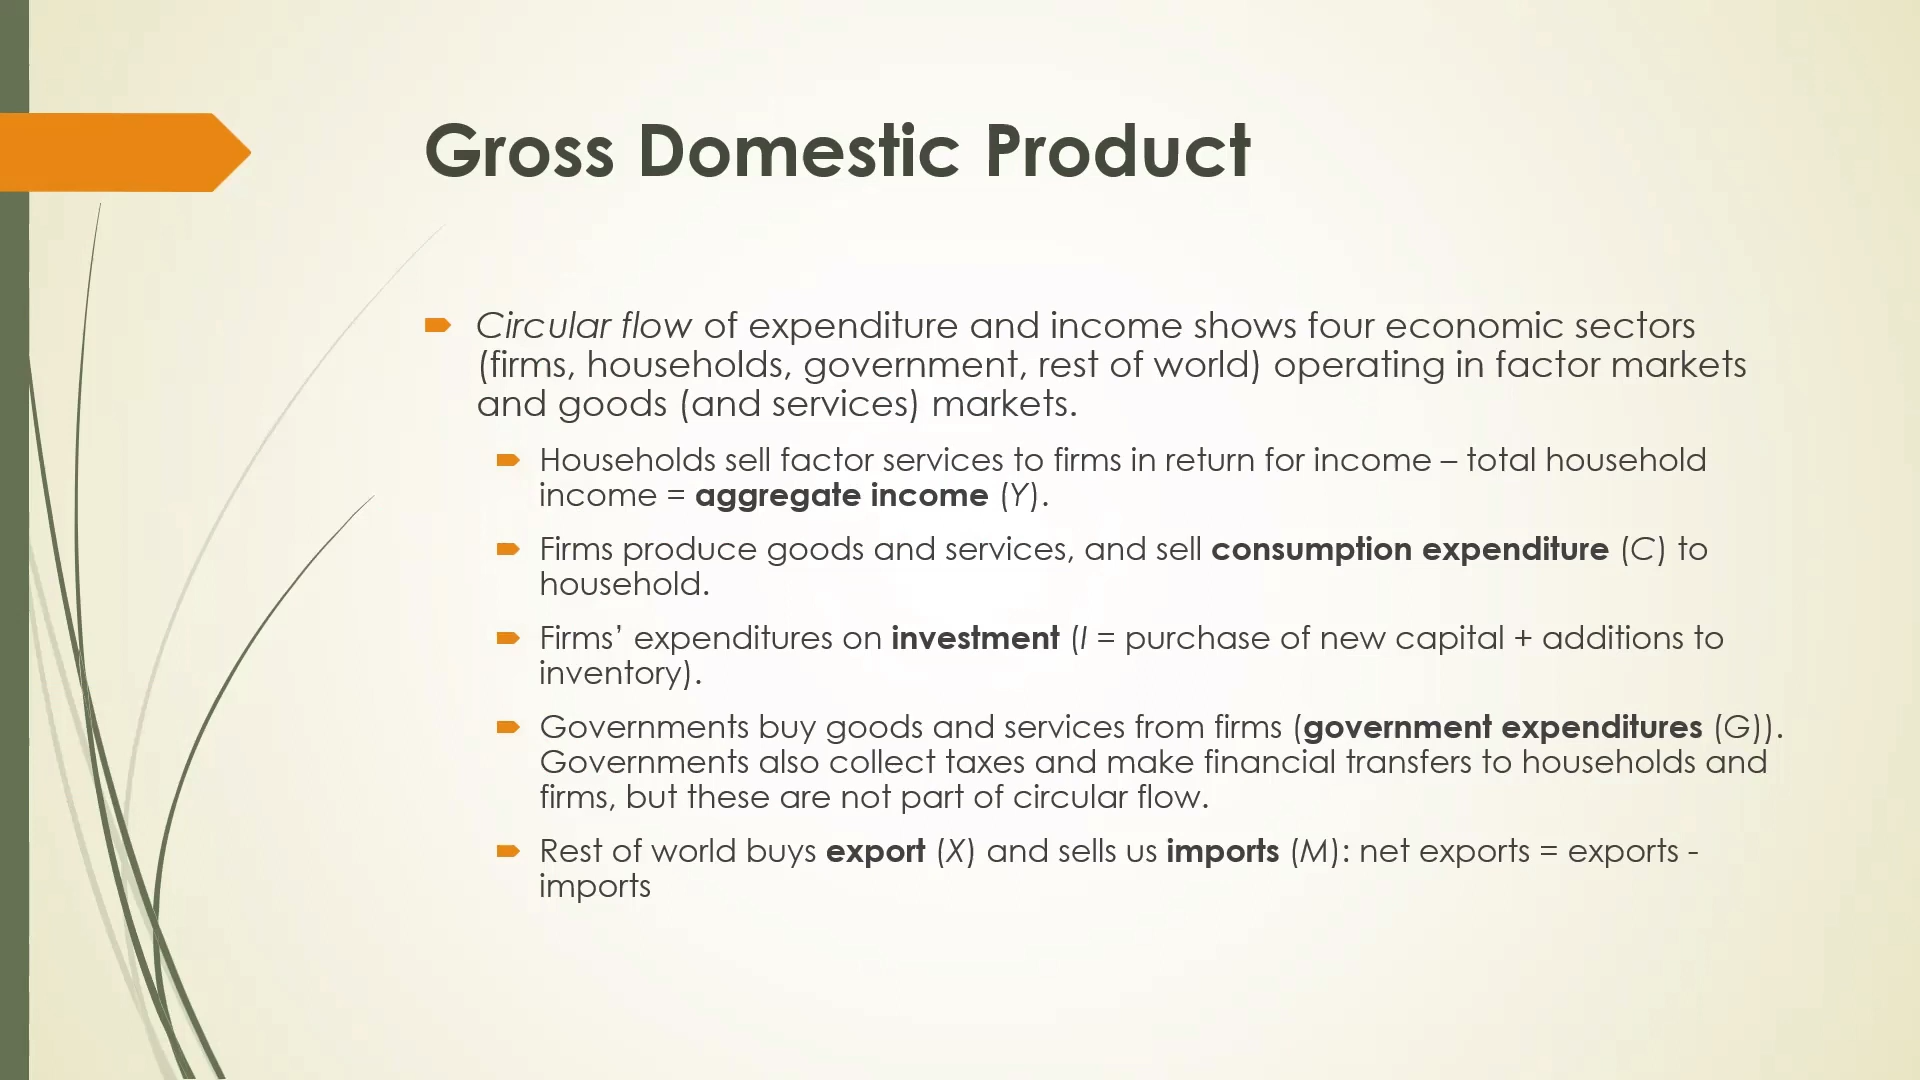 Gross Domestic Product
Circular flow of expenditure and income shows four economic sectors
(firms, households, government, rest of world) operating in factor markets
and goods (and services) markets.
Households sell factor services to firms in return for income – total household
income = aggregate income (Y).
Firms produce goods and services, and sell consumption expenditure (C) to
household.
Firms’ expenditures on investment (I = purchase of new capital + additions to
inventory).
Governments buy goods and services from firms (government expenditures (G)).
Governments also collect taxes and make financial transfers to households and
firms, but these are not part of circular flow.
Rest of world buys export (X) and sells us imports (M): net exports = exports -
imports